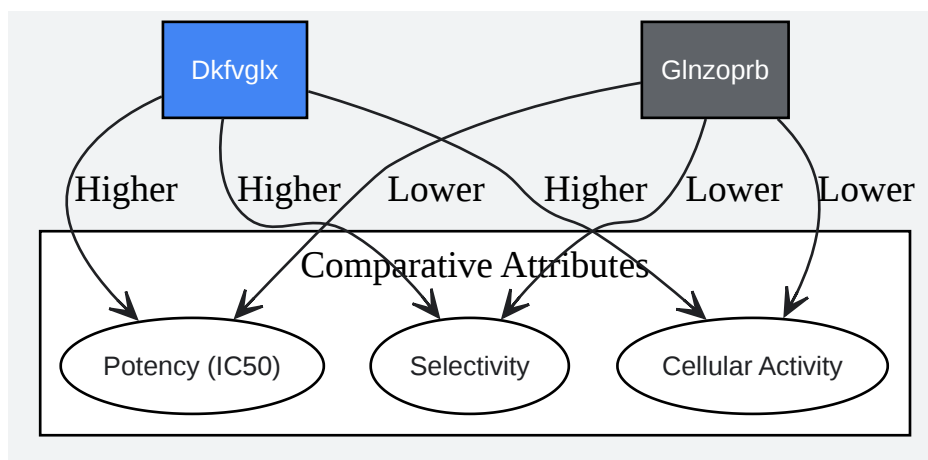 Dkfvglx
Glnzoprb
Higher
Higher
Lower
Higher
Lower
Lower
Comparative Attributes
Potency (IC50)
Selectivity
Cellular Activity